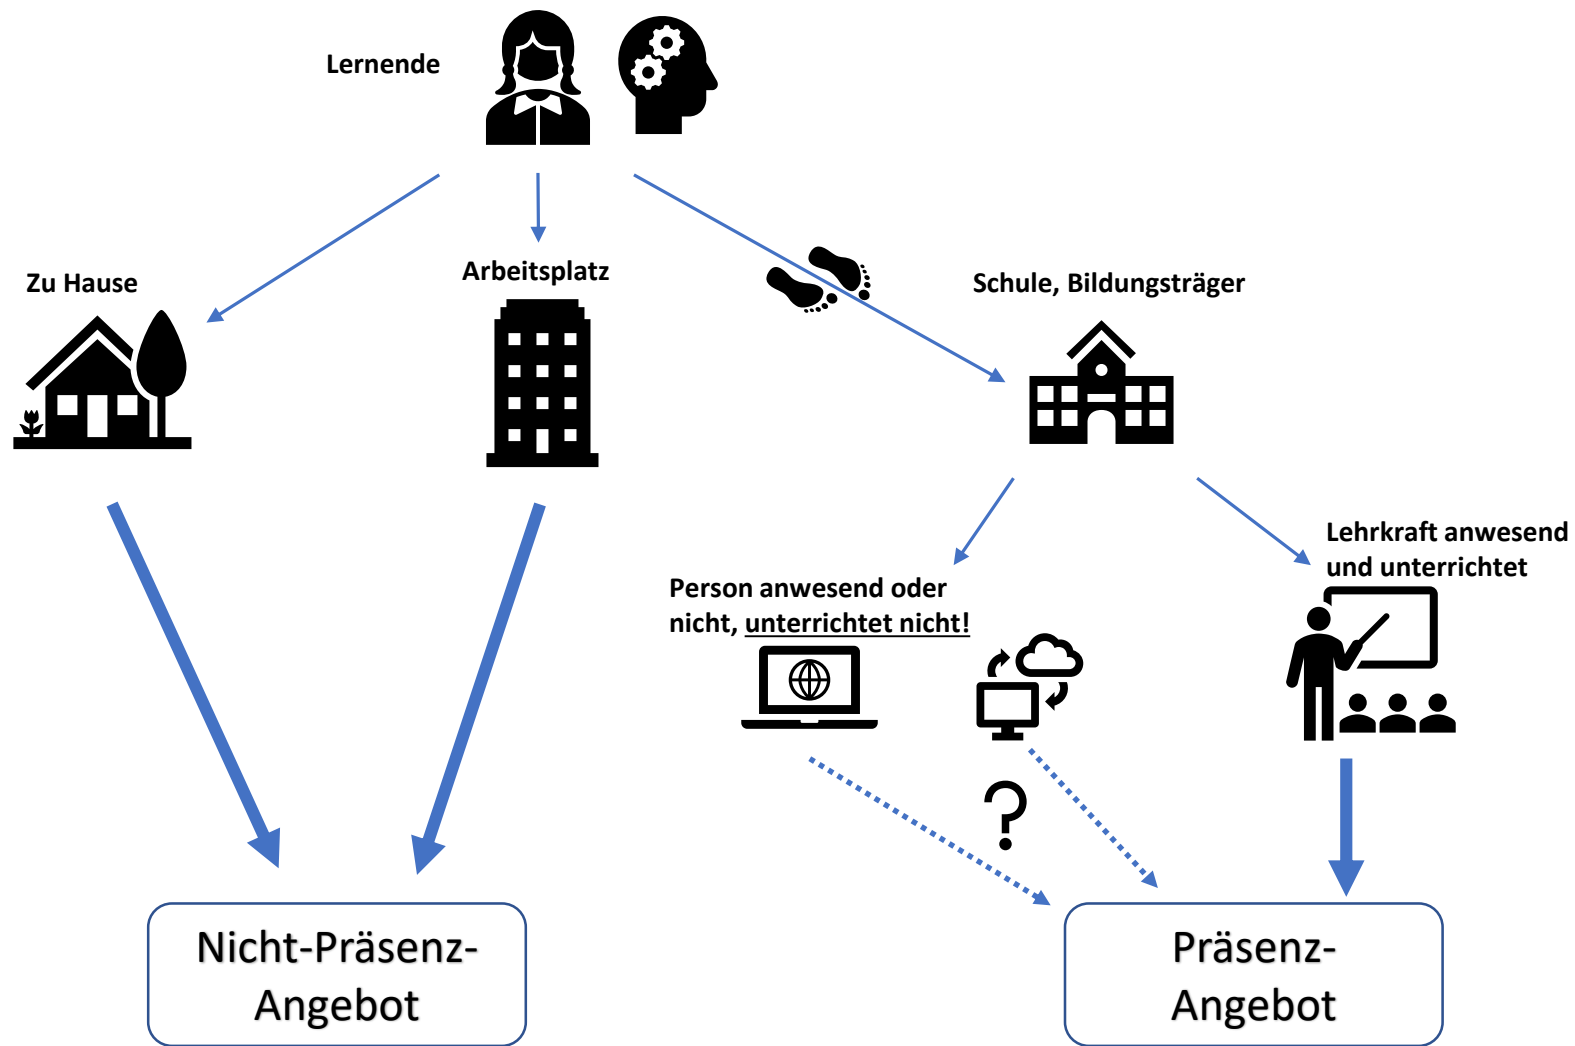 Lernende
Zu Hause
Arbeitsplatz
Schule, Bildungsträger
Person anwesend oder
nicht, unterrichtet nicht!
Lehrkraft anwesend
und unterrichtet
?
Nicht-Präsenz-
Angebot
Präsenz-
Angebot